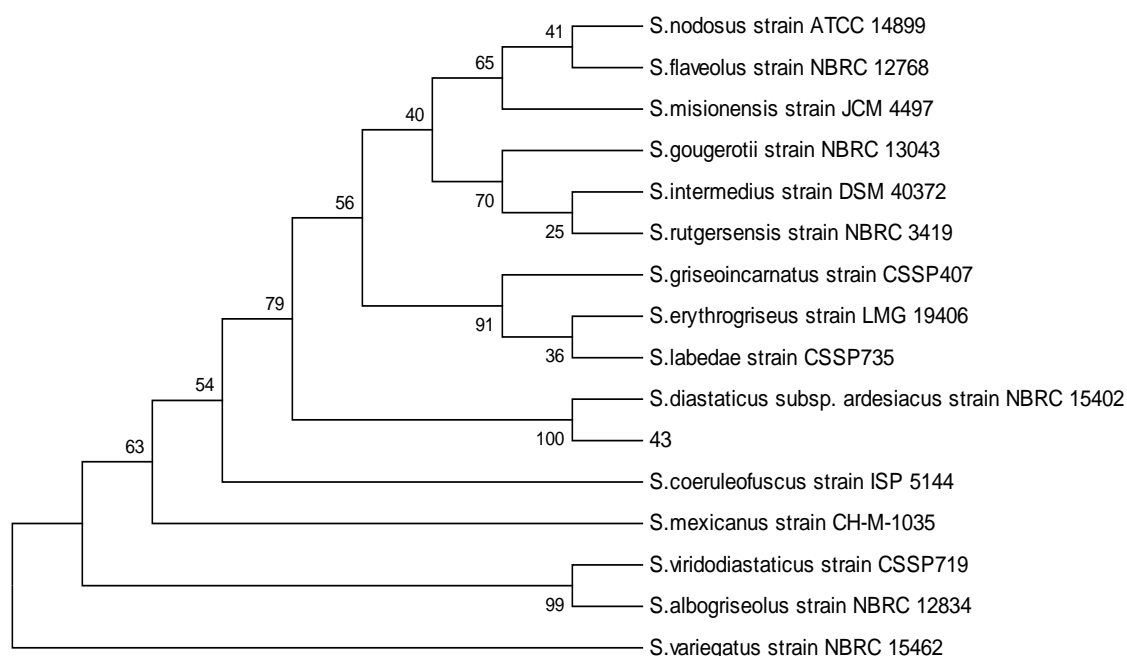 41
S.nodosus strain ATCC 14899
65
S.flaveolus strain NBRC 12768
S.misionensis strain JCM 4497
40
S.gougerotii strain NBRC 13043
S.intermedius strain DSM 40372
70
56
25
S.rutgersensis strain NBRC 3419
S.griseoincarnatus strain CSSP407
79
S.erythrogriseus strain LMG 19406
91
36
S.labedae strain CSSP735
54
S.diastaticus subsp. ardesiacus strain NBRC 15402
100
43
63
S.coeruleofuscus strain ISP 5144
S.mexicanus strain CH-M-1035
S.viridodiastaticus strain CSSP719
99
S.albogriseolus strain NBRC 12834
S.variegatus strain NBRC 15462